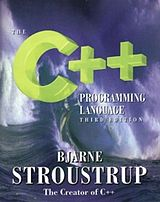 THE
C++
PROGRAMMING
LANGUAGE
THIRD EDITION
BJARNE
STROUSTRUP
The Creator of C++